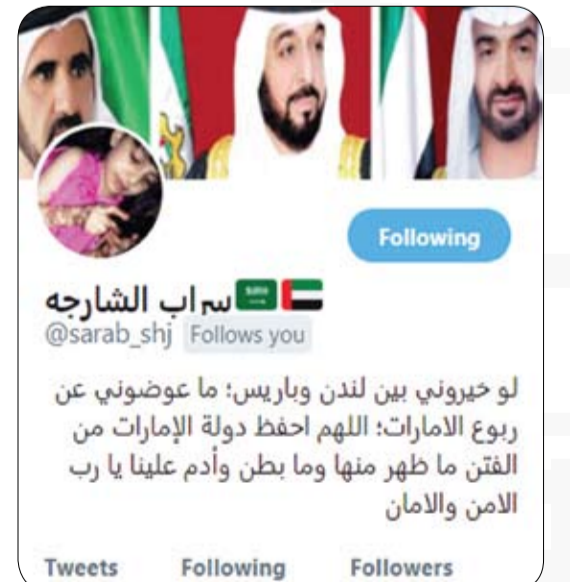 Following
سراب الشارجه
@sarab_shj Follows you
لو خيروني بين لندن وباريس؛ ما عوضوني عن
ربوع الامارات؛ اللهم احفظ دولة الإمارات من
الفتن ما ظهر منها وما بطن وأدم علينا يا رب
الامن والامان
Tweets Following Followers